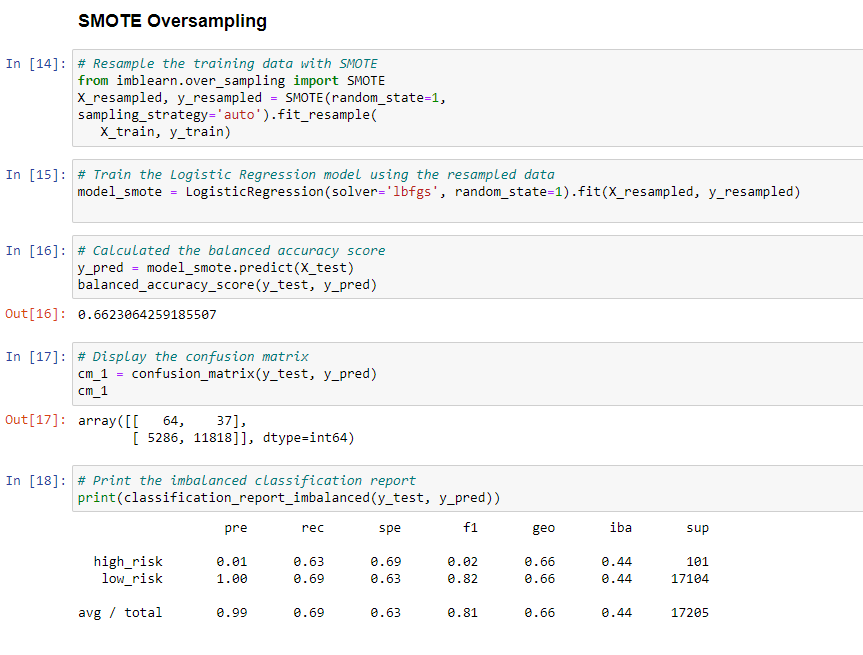 SMOTE Oversampling
In [14]: # Resample the training data with SMOTE
from imblearn.over_sampling import SMOTE
X_resampled, y_resampled = SMOTE(random_state=1,
sampling_strategy='auto').fit_resample(
X_train, y_train)
In [15]: # Train the Logistic Regression model using the resampled data
model_smote = LogisticRegression(solver='lbfgs', random_state=1).fit(X_resampled, y_resampled)
In [16]: # Calculated the balanced accuracy score
y_pred = model_smote.predict(X_test)
balanced_accuracy_score(y_test, y_pred)
Out[16]: 0.6623064259185507
In [17]: # Display the confusion matrix
cm_1 = confusion_matrix(y_test, y_pred)
cm_1
Out[17]: array([[   64,    37],
[ 5286, 11818]], dtype=int64)
In [18]: # Print the imbalanced classification report
print(classification_report_imbalanced(y_test, y_pred))
pre rec spe f1 geo iba sup
high_risk 0.01 0.63 0.69 0.02 0.66 0.44 101
low_risk 1.00 0.69 0.63 0.82 0.66 0.44 17104
avg / total 0.99 0.69 0.63 0.81 0.66 0.44 17205